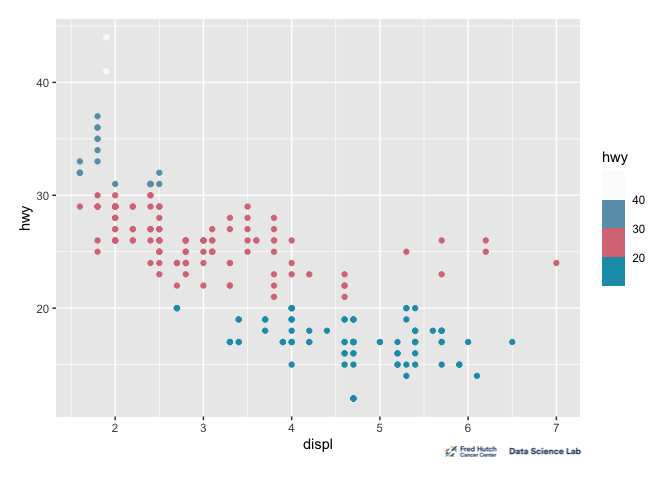 hwy
40
30
20
hwy
40
30
20
2 3 4 5 6 7
displ
Fred Hutch
Cancer Center
Data Science Lab